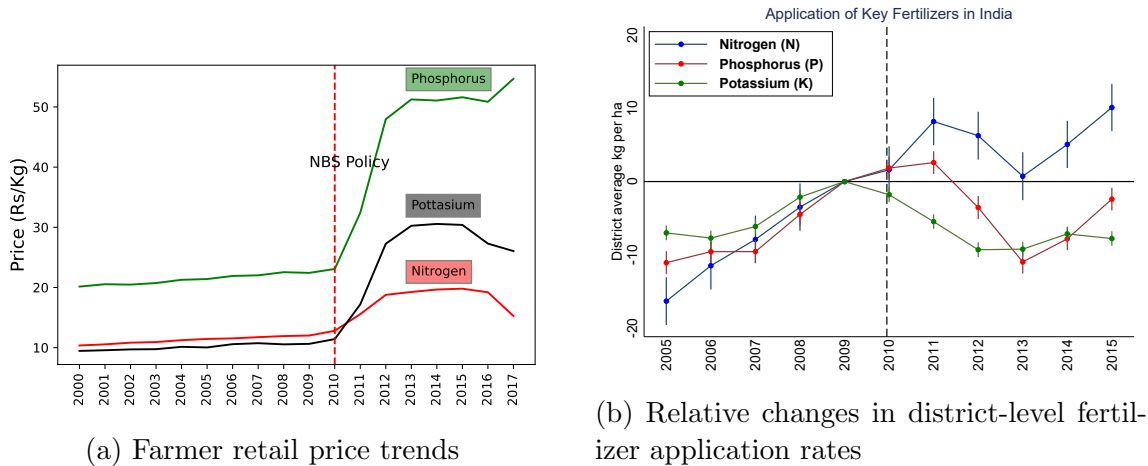 Price (Rs/Kg)
50
40
30
20
10
Phosphorus
NBS Policy
Pottasium
Nitrogen
2000 2001 2002 2003 2004 2005 2006 2007 2008 2009 2010 2011 2012 2013 2014 2015 2016 2017
(a) Farmer retail price trends
Application of Key Fertilizers in India
Nitrogen (N)
Phosphorus (P)
Potassium (K)
District average kg per ha
20
10
0
-10
-20
2005 2006 2007 2008 2009 2010 2011 2012 2013 2014 2015
(b) Relative changes in district-level fertil-
izer application rates